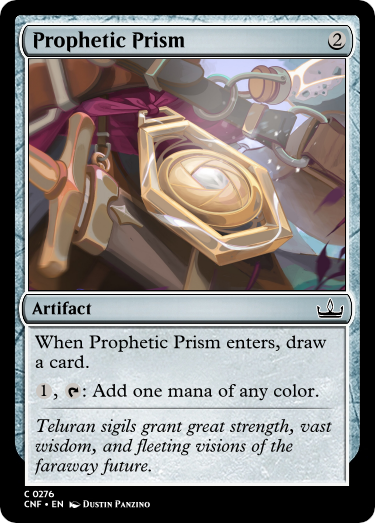 Prophetic Prism 2
Artifact
When Prophetic Prism enters, draw
a card.
1, : Add one mana of any color.
Teluran sigils grant great strength, vast
wisdom, and fleeting visions of the
faraway future.
C 0276
CNF • EN Dustin Panzino